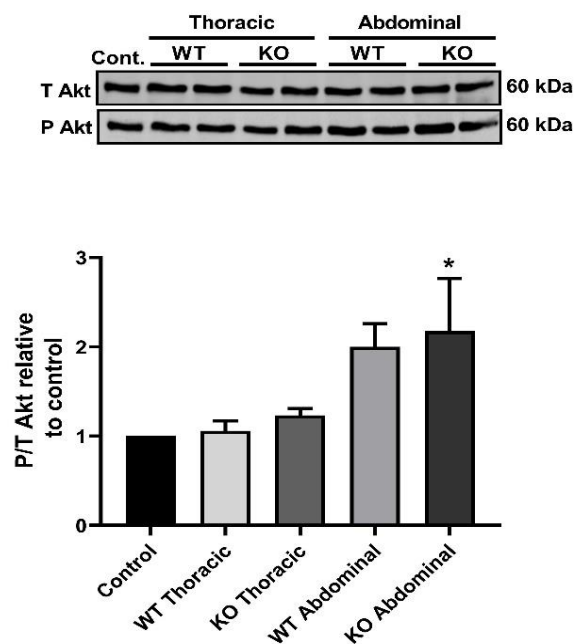 Thoracic Abdominal
Cont. WT KO WT KO
T Akt 60 kDa
P Akt 60 kDa
3
*
2
1
0
P/T Akt relative
to control
Control
WT Thoracic
KO Thoracic
WT Abdominal
KO Abdominal